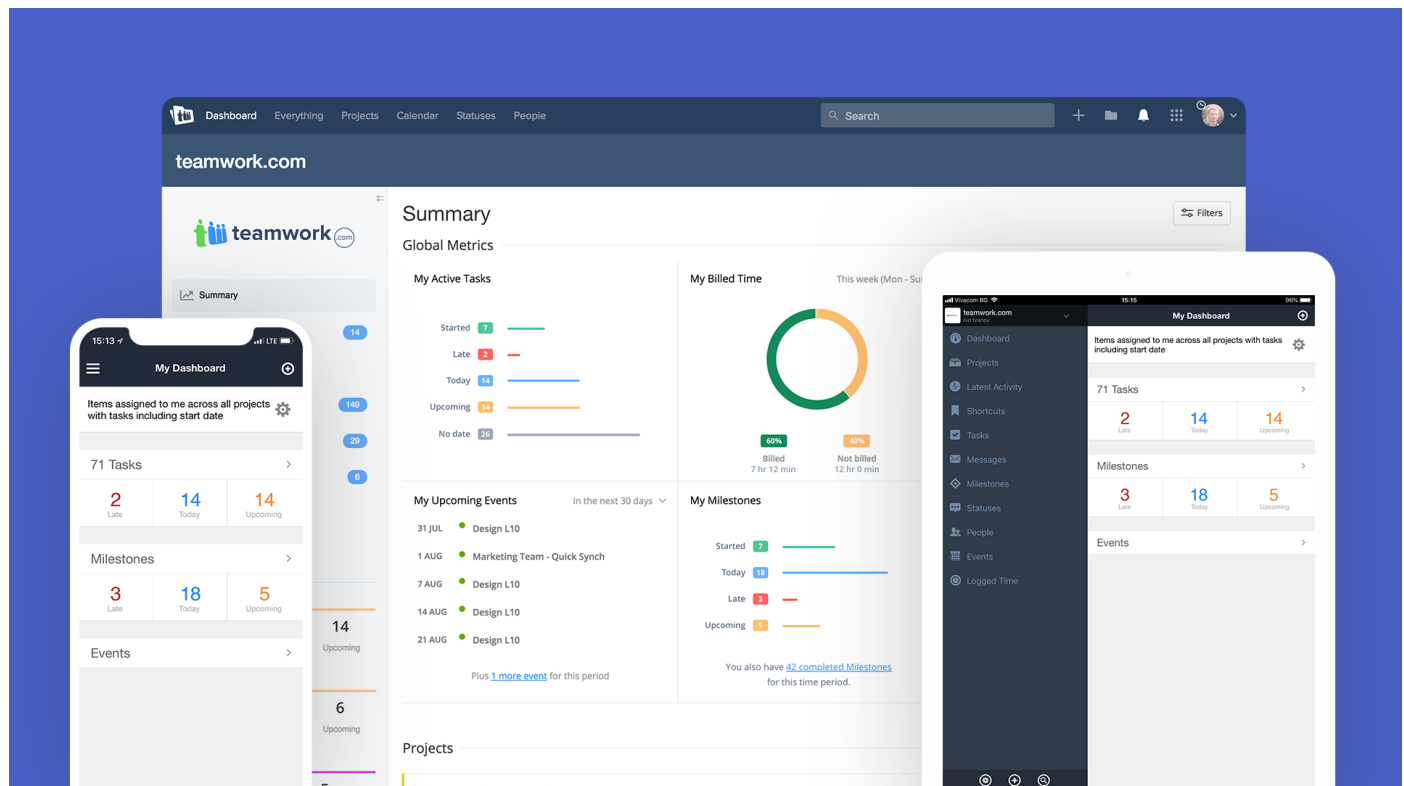 Dashboard Everything Projects Calendar Statuses People Search
teamwork.com
teamwork.com
Summary
14
149
29
6
14
Upcoming
6
Upcoming
Summary
Filters
Global Metrics
My Active Tasks
Started 7
Late 2
Today 14
Upcoming 14
No date 26
My Billed Time This week (Mon - Su
60% 40%
Billed Not billed
7 hr 12 min 12 hr 0 min
My Upcoming Events In the next 30 days
31 JUL Design L10
1 AUG Marketing Team - Quick Synch
7 AUG Design L10
14 AUG Design L10
21 AUG Design L10
Plus 1 more event for this period
My Milestones
Started 7
Today 18
Late 3
Upcoming 5
You also have 42 completed Milestones
for this time period.
Projects
15:13 LTE
My Dashboard
Items assigned to me across all projects
with tasks including start date
71 Tasks
2 14 14
Late Today Upcoming
Milestones
3 18 5
Late Today Upcoming
Events
Vivacom BG 15:15 96%
teamwork.com
Ivo Ivanov
Dashboard
Projects
Latest Activity
Shortcuts
Tasks
Messages
Milestones
Statuses
People
Events
Logged Time
My Dashboard
Items assigned to me across all projects with tasks
including start date
71 Tasks
2 14 14
Late Today Upcoming
Milestones
3 18 5
Late Today Upcoming
Events